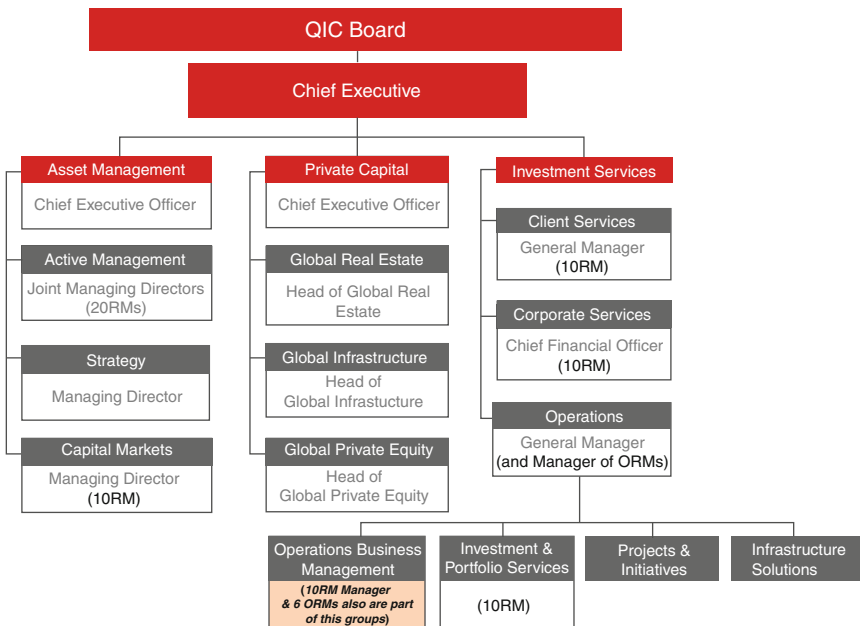 QIC Board
Chief Executive
Asset Management
Chief Executive Officer
Active Management
Joint Managing Directors
(20RMs)
Strategy
Managing Director
Capital Markets
Managing Director
(10RM)
Private Capital
Chief Executive Officer
Global Real Estate
Head of Global Real
Estate
Global Infrastructure
Head of
Global Infrastucture
Global Private Equity
Head of
Global Private Equity
Investment Services
Client Services
General Manager
(10RM)
Corporate Services
Chief Financial Officer
(10RM)
Operations
General Manager
(and Manager of ORMs)
Operations Business
Management
(10RM Manager
& 6 ORMs also are part
of this groups)
Investment &
Portfolio Services
(10RM)
Projects &
Initiatives
Infrastructure
Solutions